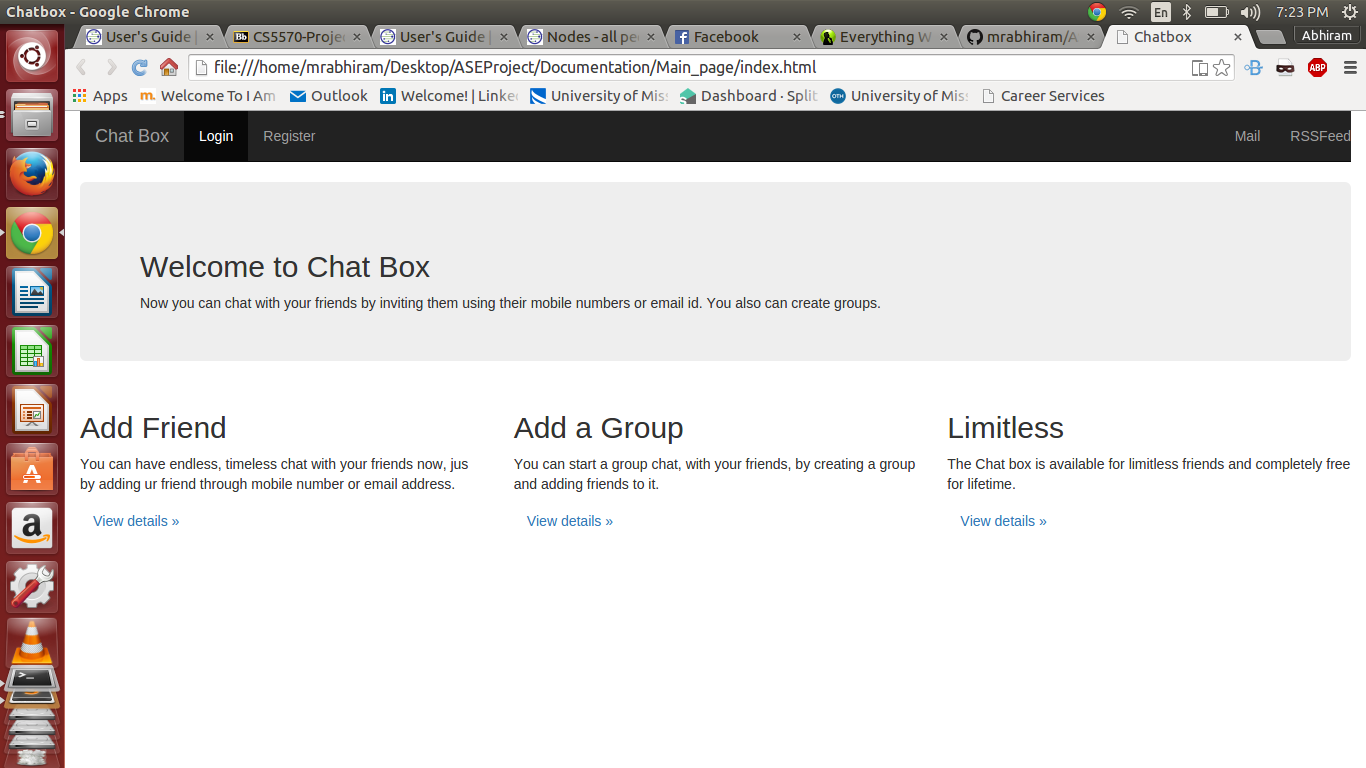 Chatbox - Google Chrome
En
7:23 PM
User's Guide |
Bb CS5570-Proje
User's Guide |
Nodes - all pe
Facebook
Everything W
mrabhiram/A
Chatbox
Abhiram
file:///home/mrabhiram/Desktop/ASEProject/Documentation/Main_page/index.html
ABP
Apps
m. Welcome To I Am
Outlook
in Welcome! | Linke
University of Mis
Dashboard · Split
OTH University of Mis
Career Services
Chat Box
Login
Register
Mail
RSSFeed
Welcome to Chat Box
Now you can chat with your friends by inviting them using their mobile numbers or email id. You also can create groups.
Add Friend
You can have endless, timeless chat with your friends now, jus
by adding ur friend through mobile number or email address.
View details »
Add a Group
You can start a group chat, with your friends, by creating a group
and adding friends to it.
View details »
Limitless
The Chat box is available for limitless friends and completely free
for lifetime.
View details »